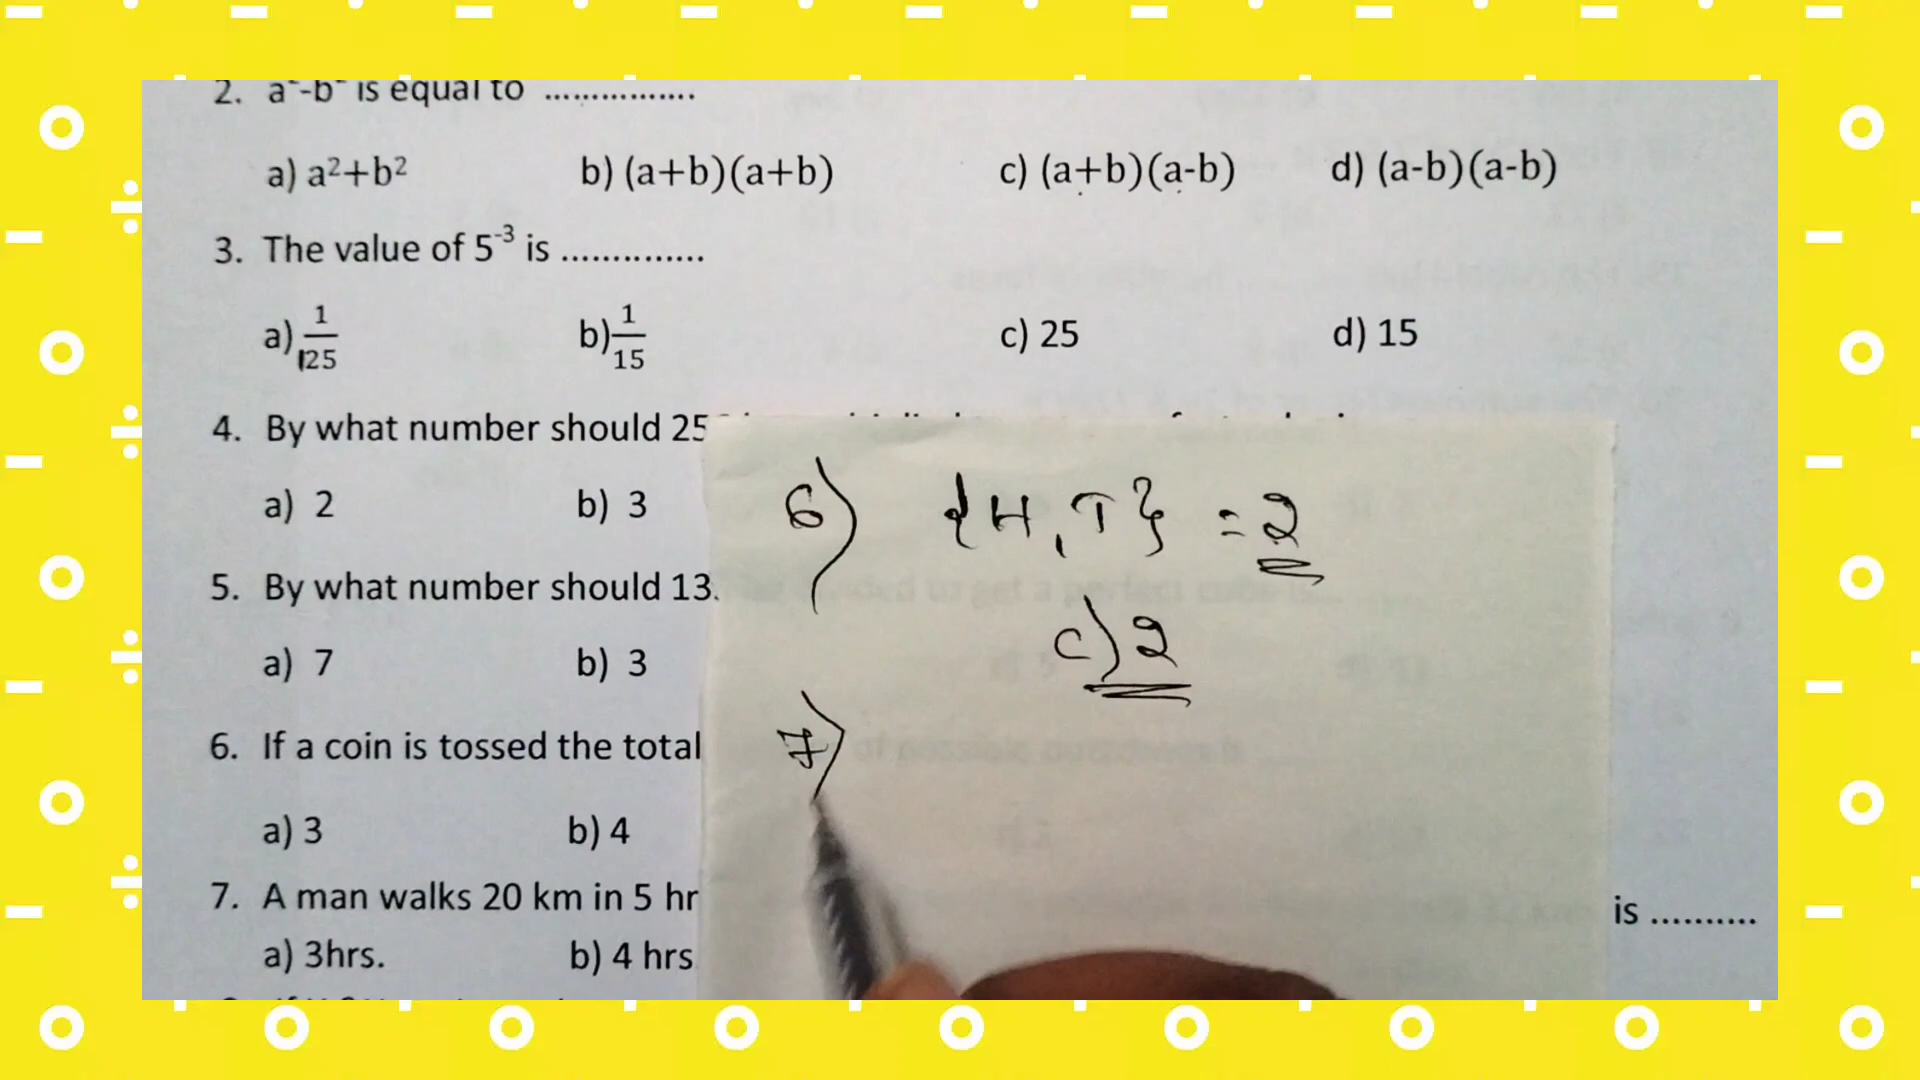 2. a²-b² is equal to ................
a) a²+b² b) (a+b)(a+b) c) (a+b)(a-b) d) (a-b)(a-b)
3. The value of 5⁻³ is ..............
a) 1/125 b) 1/15 c) 25 d) 15
4. By what number should 25
a) 2 b) 3
5. By what number should 13.
a) 7 b) 3
6. If a coin is tossed the total
a) 3 b) 4
7. A man walks 20 km in 5 hr is ..........
a) 3hrs. b) 4 hrs
6) {H,T} = 2
c) 2
7)